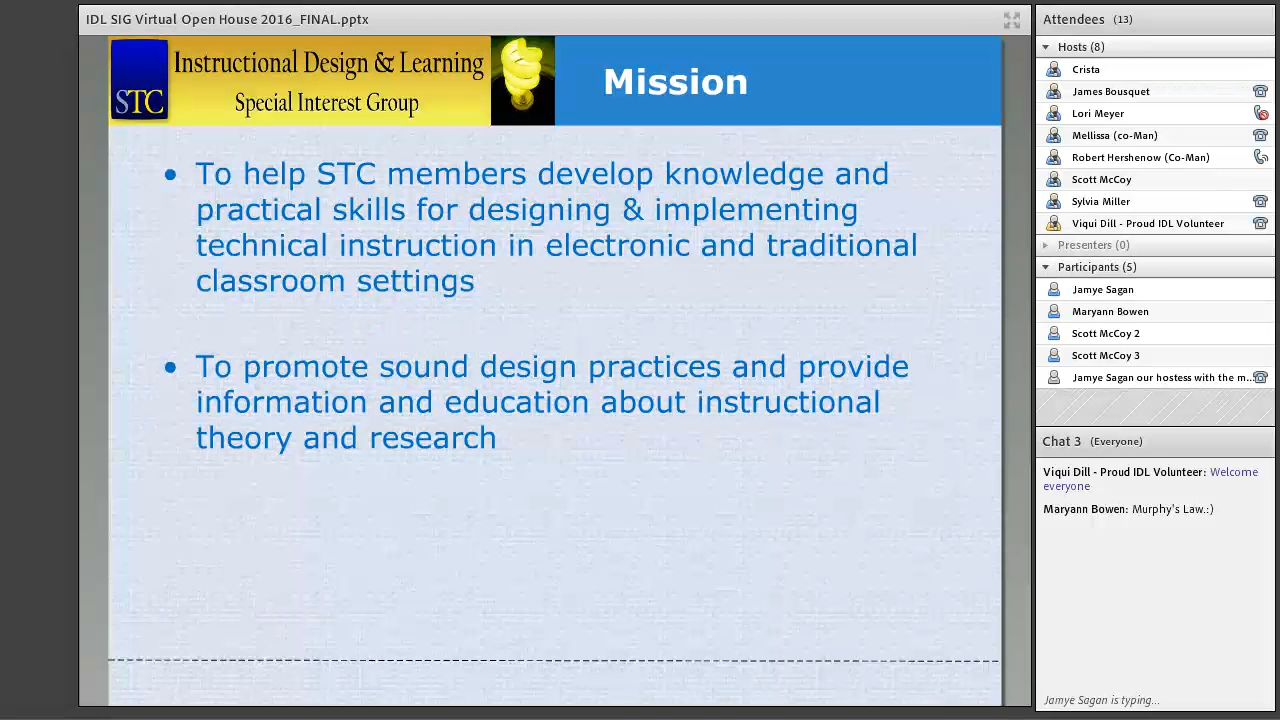 IDL SIG Virtual Open House 2016_FINAL.pptx
Instructional Design & Learning
Special Interest Group
STC
Mission
• To help STC members develop knowledge and
practical skills for designing & implementing
technical instruction in electronic and traditional
classroom settings
• To promote sound design practices and provide
information and education about instructional
theory and research
Attendees (13)
Hosts (8)
Crista
James Bousquet
Lori Meyer
Mellissa (co-Man)
Robert Hershenow (Co-Man)
Scott McCoy
Sylvia Miller
Viqui Dill - Proud IDL Volunteer
Presenters (0)
Participants (5)
Jamye Sagan
Maryann Bowen
Scott McCoy 2
Scott McCoy 3
Jamye Sagan our hostess with the m...
Chat 3 (Everyone)
Viqui Dill - Proud IDL Volunteer: Welcome
everyone
Maryann Bowen: Murphy's Law.:)
Jamye Sagan is typing...